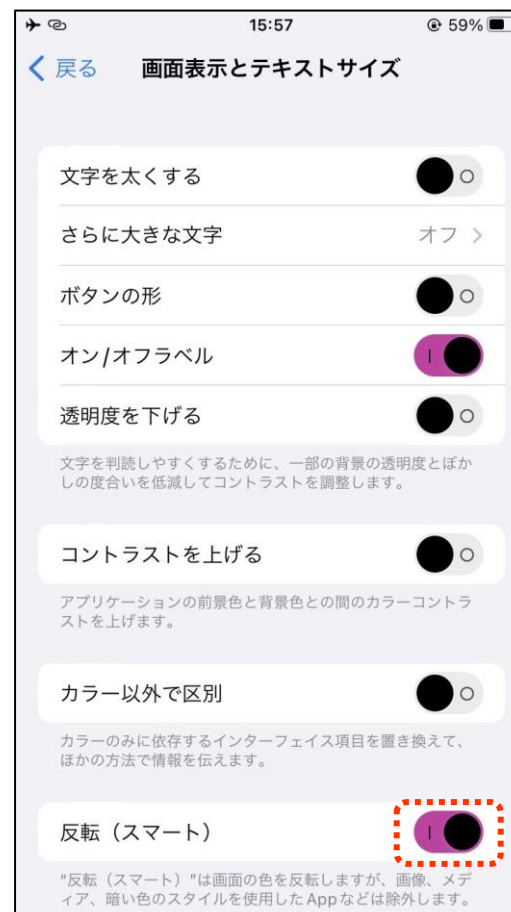 15:57
59%
戻る
画面表示とテキストサイズ
文字を太くする
さらに大きな文字
オフ
ボタンの形
オン/オフラベル
透明度を下げる
文字を判読しやすくするために、一部の背景の透明度とぼか
しの度合いを低減してコントラストを調整します。
コントラストを上げる
アプリケーションの前景色と背景色との間のカラーコントラ
ストを上げます。
カラー以外で区別
カラーのみに依存するインターフェイス項目を置き換えて、
ほかの方法で情報を伝えます。
反転（スマート）
“反転（スマート）”は画面の色を反転しますが、画像、メデ
ィア、暗い色のスタイルを使用したAppなどは除外します。